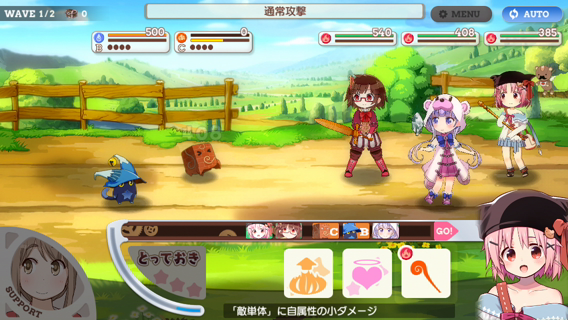 WAVE 1/2 0
通常攻撃
MENU
AUTO
500
B
0
C
540
408
385
C B GO!
とっておき
SUPPORT
「敵単体」に自属性の小ダメージ